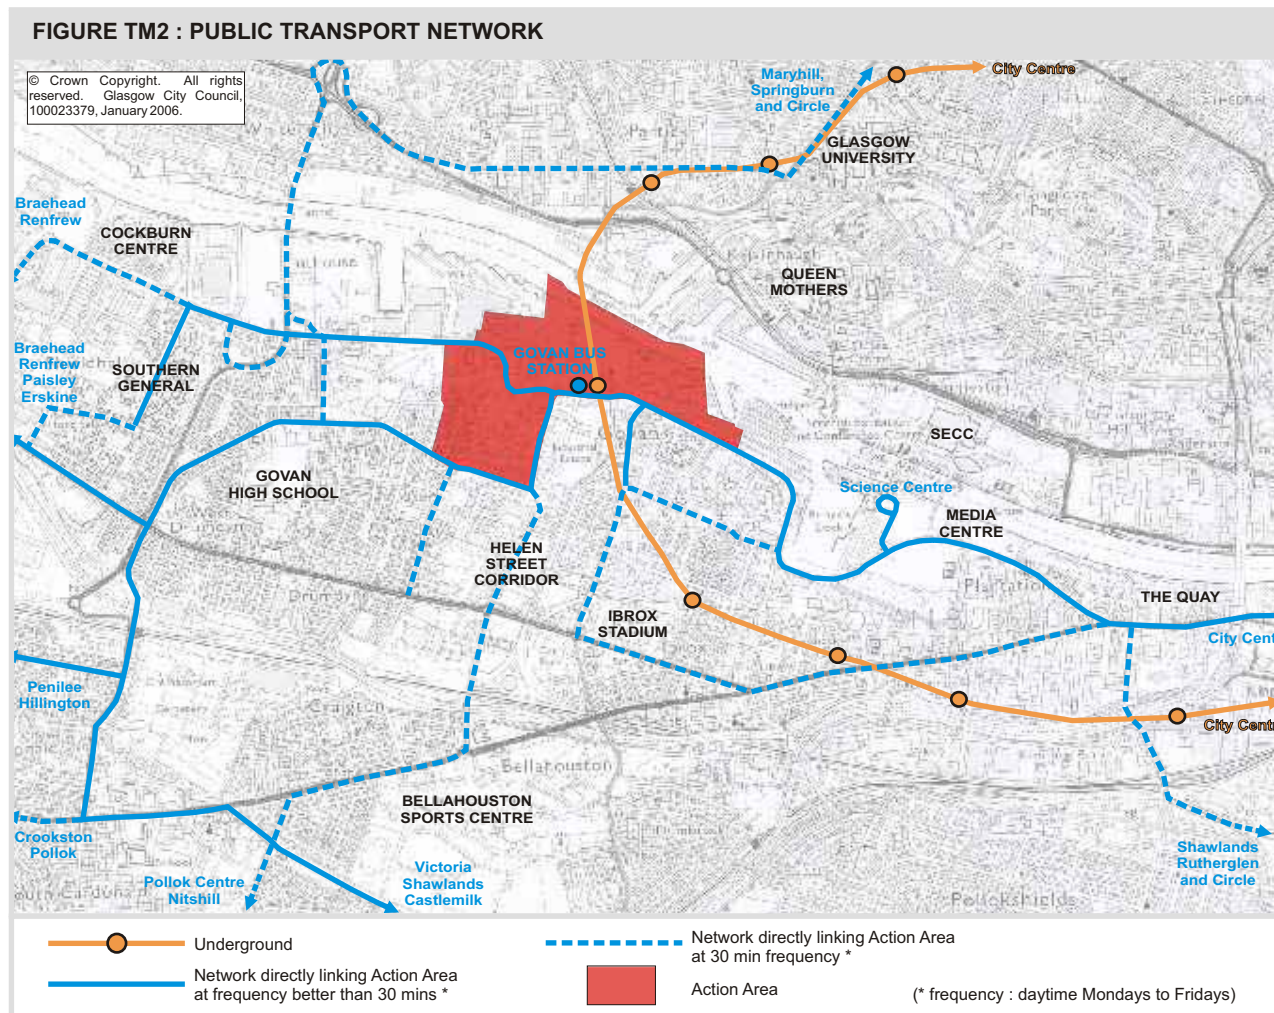 FIGURE TM2 : PUBLIC TRANSPORT NETWORK
© Crown Copyright. All rights
reserved. Glasgow City Council,
100023379, January 2006.
Maryhill,
Springburn
and Circle
City Centre
GLASGOW
UNIVERSITY
Braehead
Renfrew
COCKBURN
CENTRE
QUEEN
MOTHERS
Braehead
Renfrew
Paisley
Erskine
SOUTHERN
GENERAL
GOVAN BUS
STATION
SECC
GOVAN
HIGH SCHOOL
Science Centre
MEDIA
CENTRE
HELEN
STREET
CORRIDOR
Plantation
THE QUAY
IBROX
STADIUM
City Cent
Penilee
Hillington
Craigton
City Centr
Bellahouston
BELLAHOUSTON
SPORTS CENTRE
Crookston
Pollok
Pollok Centre
Nitshill
Victoria
Shawlands
Castlemilk
Shawlands
Rutherglen
and Circle
Pollokshields
Underground
Network directly linking Action Area
at frequency better than 30 mins *
Network directly linking Action Area
at 30 min frequency *
Action Area
(* frequency : daytime Mondays to Fridays)